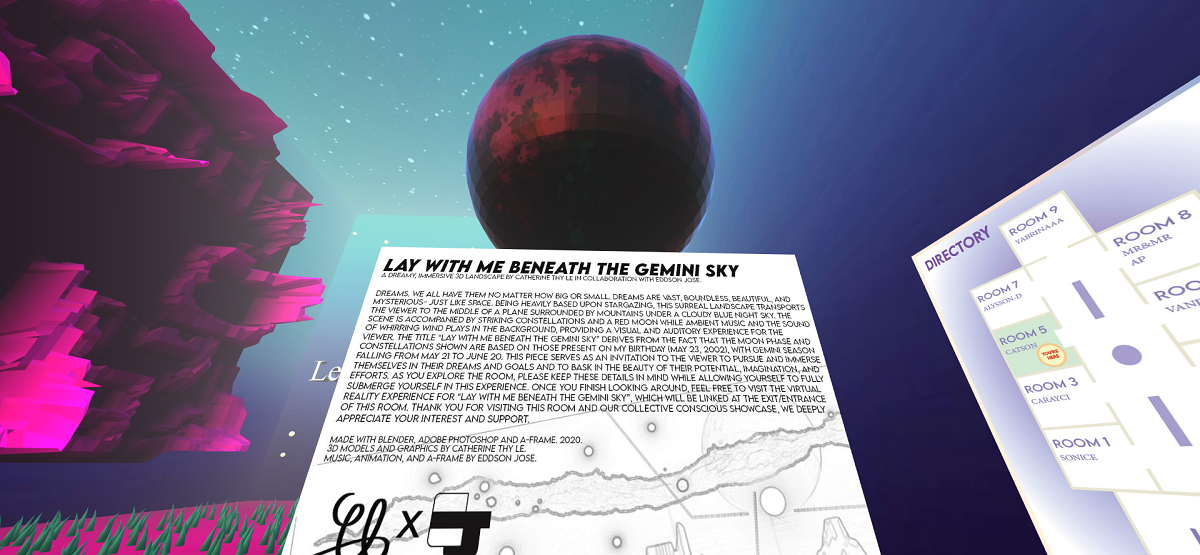 LAY WITH ME BENEATH THE GEMINI SKY
A DREAMY, IMMERSIVE 3D LANDSCAPE BY CATHERINE THY LE IN COLLABORATION WITH EDDSON JOSE.
DREAMS. WE ALL HAVE THEM NO MATTER HOW BIG OR SMALL. DREAMS ARE VAST, BOUNDLESS, BEAUTIFUL, AND
MYSTERIOUS- JUST LIKE SPACE. BEING HEAVILY BASED UPON STARGAZING, THIS SURREAL LANDSCAPE TRANSPORTS
THE VIEWER TO THE MIDDLE OF A PLANE SURROUNDED BY MOUNTAINS UNDER A CLOUDY BLUE NIGHT SKY. THE
SCENE IS ACCOMPANIED BY STRIKING CONSTELLATIONS AND A RED MOON WHILE AMBIENT MUSIC AND THE SOUND
OF WHIRRING WIND PLAYS IN THE BACKGROUND, PROVIDING A VISUAL AND AUDITORY EXPERIENCE FOR THE
VIEWER. THE TITLE "LAY WITH ME BENEATH THE GEMINI SKY" DERIVES FROM THE FACT THAT THE MOON PHASE AND
CONSTELLATIONS SHOWN ARE BASED ON THOSE PRESENT ON MY BIRTHDAY (MAY 23, 2002), WITH GEMINI SEASON
FALLING FROM MAY 21 TO JUNE 20. THIS PIECE SERVES AS AN INVITATION TO THE VIEWER TO PURSUE AND IMMERSE
THEMSELVES IN THEIR DREAMS AND GOALS AND TO BASK IN THE BEAUTY OF THEIR POTENTIAL, IMAGINATION, AND
EFFORTS. AS YOU EXPLORE THE ROOM, PLEASE KEEP THESE DETAILS IN MIND WHILE ALLOWING YOURSELF TO FULLY
SUBMERGE YOURSELF IN THIS EXPERIENCE. ONCE YOU FINISH LOOKING AROUND, FEEL FREE TO VISIT THE VIRTUAL
REALITY EXPERIENCE FOR "LAY WITH ME BENEATH THE GEMINI SKY", WHICH WILL BE LINKED AT THE EXIT/ENTRANCE
OF THIS ROOM. THANK YOU FOR VISITING THIS ROOM AND OUR COLLECTIVE CONSCIOUS SHOWCASE, WE DEEPLY
APPRECIATE YOUR INTEREST AND SUPPORT.
MADE WITH BLENDER, ADOBE PHOTOSHOP AND A-FRAME. 2020.
3D MODELS AND GRAPHICS BY CATHERINE THY LE.
MUSIC, ANIMATION, AND A-FRAME BY EDDSON JOSE.
X
Le
DIRECTORY
ROOM 9
YABRINAAA
ROOM 8
MR&MR
AP
ROOM 7
ALYSSON.D
ROOM 5
CATSON
YOU'RE
HERE
ROOM 3
CARAYCI
ROOM 1
SONICE